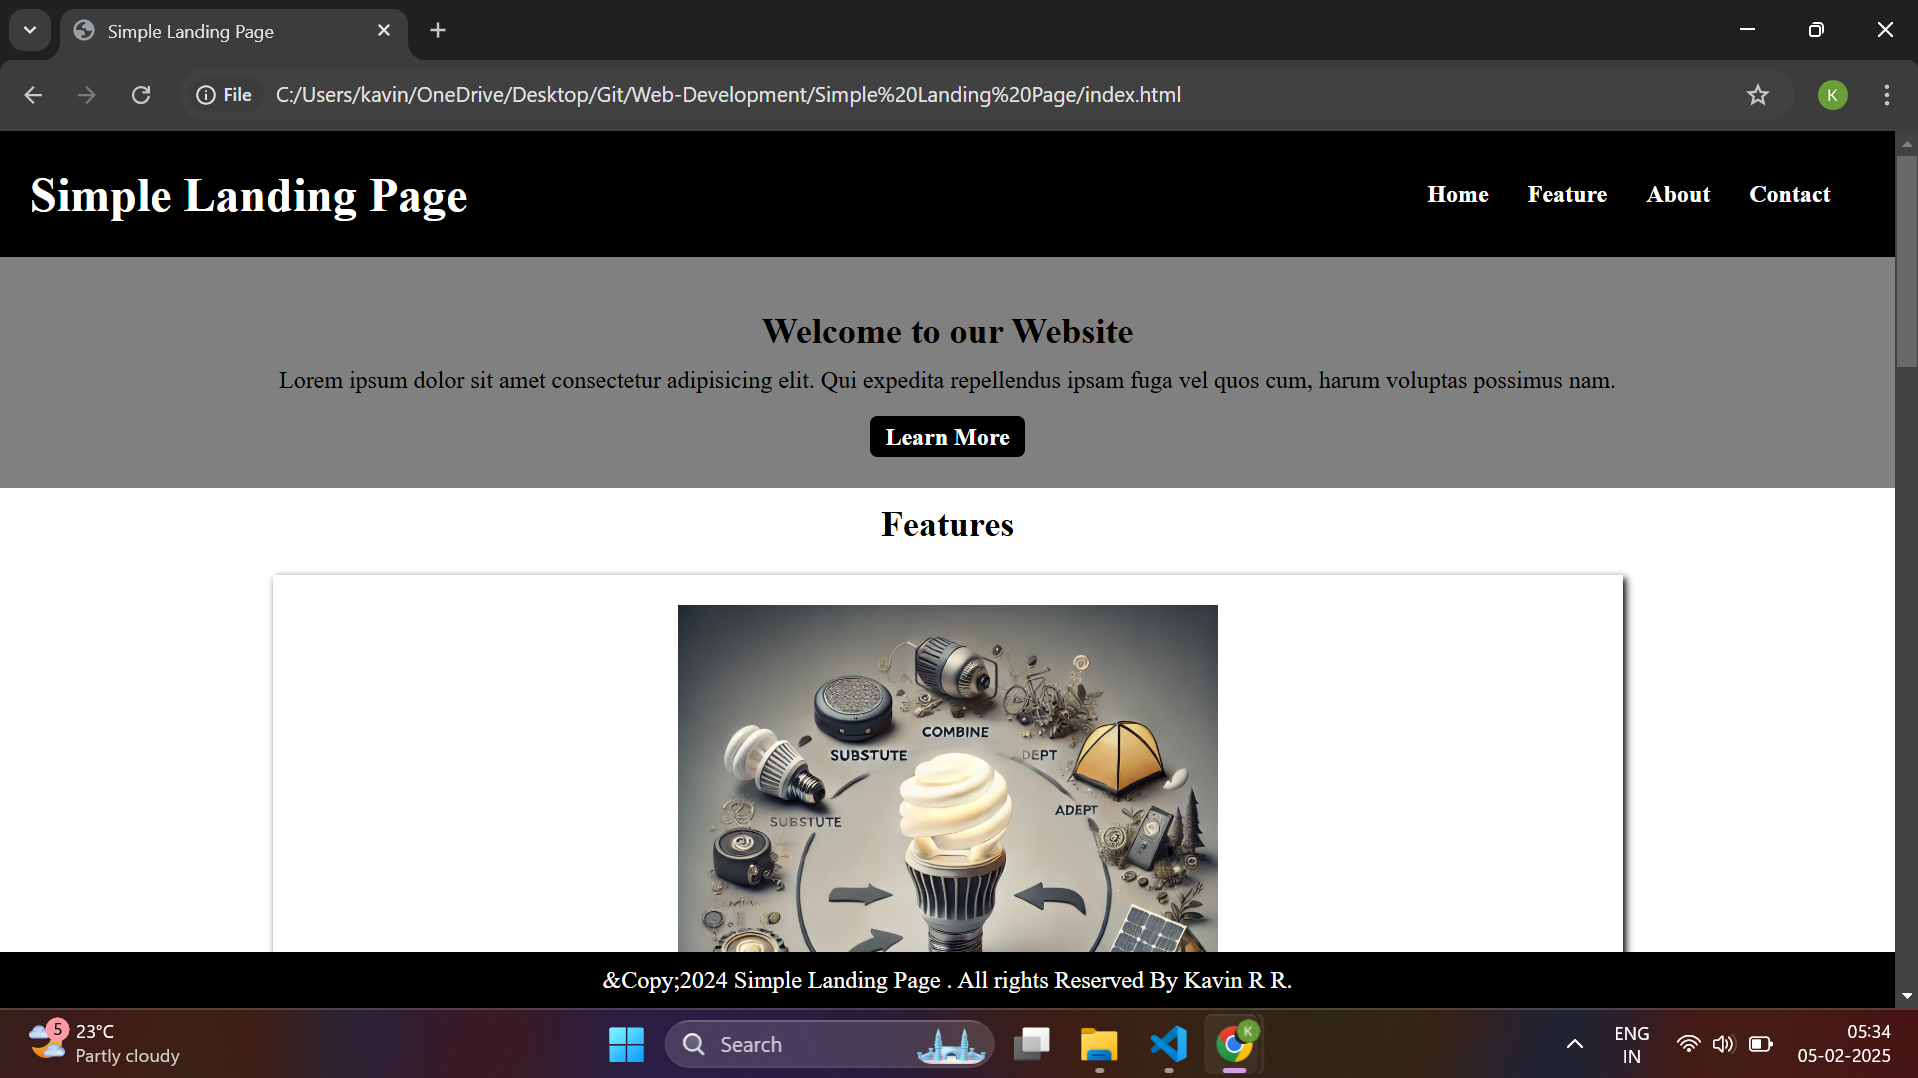 Simple Landing Page
File C:/Users/kavin/OneDrive/Desktop/Git/Web-Development/Simple%20Landing%20Page/index.html
K
Simple Landing Page
Home Feature About Contact
Welcome to our Website
Lorem ipsum dolor sit amet consectetur adipisicing elit. Qui expedita repellendus ipsam fuga vel quos cum, harum voluptas possimus nam.
Learn More
Features
COMBINE
SUBSTUTE
DEPT
ADEPT
SUBSTUTE
&Copy;2024 Simple Landing Page . All rights Reserved By Kavin R R.
5
23°C
Partly cloudy
Search
K
ENG
IN
05:34
05-02-2025